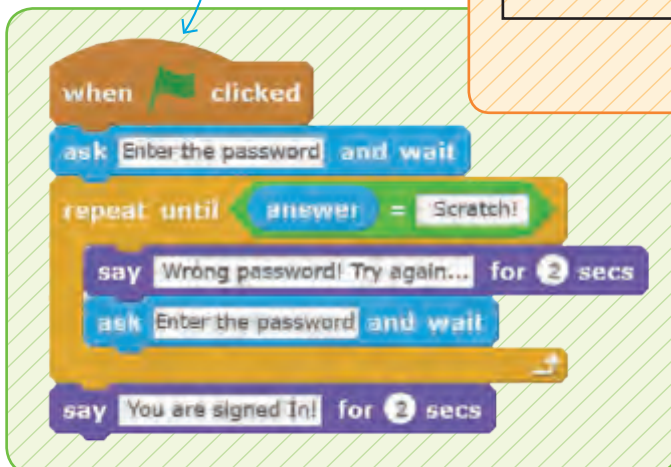 when clicked
ask Enter the password and wait
repeat until answer = Scratch!
say Wrong password! Try again... for 2 secs
ask Enter the password and wait
say You are signed In! for 2 secs